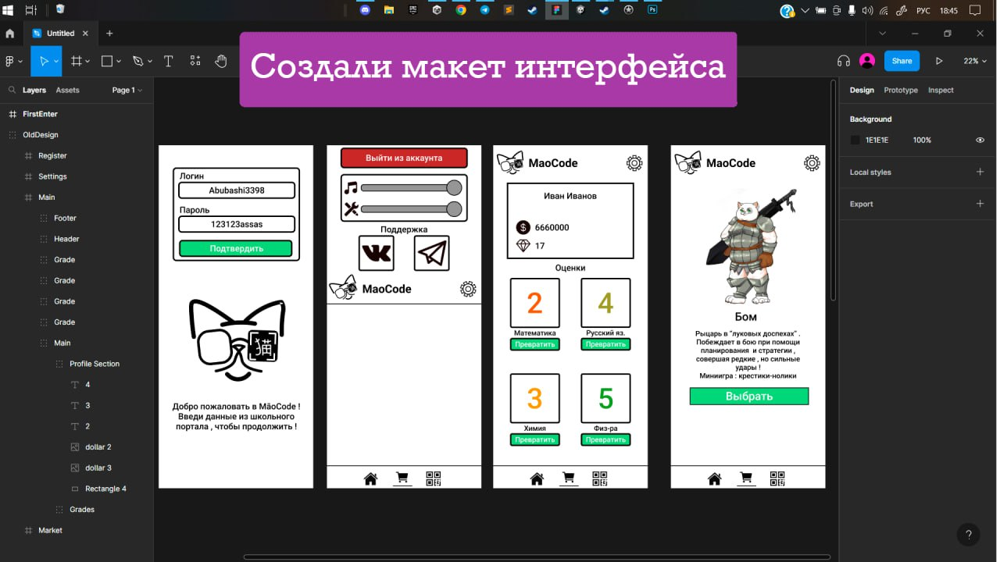 РУС
18:45
Untitled
Создали макет интерфейса
Share
22%
Layers
Assets
Page 1
Design
Prototype
Inspect
FirstEnter
OldDesign
Register
Settings
Main
Footer
Header
Grade
Grade
Grade
Grade
Main
Profile Section
4
3
2
dollar 2
dollar 3
Rectangle 4
Grades
Market
Логин
Abubashi3398
Пароль
123123assas
Подтвердить
猫
Добро пожаловать в MāoCode !
Введи данные из школьного
портала , чтобы продолжить !
Выйти из аккаунта
Поддержка
MaoCode
MaoCode
Иван Иванов
$ 6660000
17
Оценки
2
4
Математика
Русский яз.
Превратить
Превратить
3
5
Химия
Физ-ра
Превратить
Превратить
MaoCode
Бом
Рыцарь в "луковых доспехах" .
Побеждает в бою при помощи
планирования и стратегии ,
совершая редкие , но сильные
удары !
Миниигра : крестики-нолики
Выбрать
Background
1E1E1E
100%
Local styles
Export
?